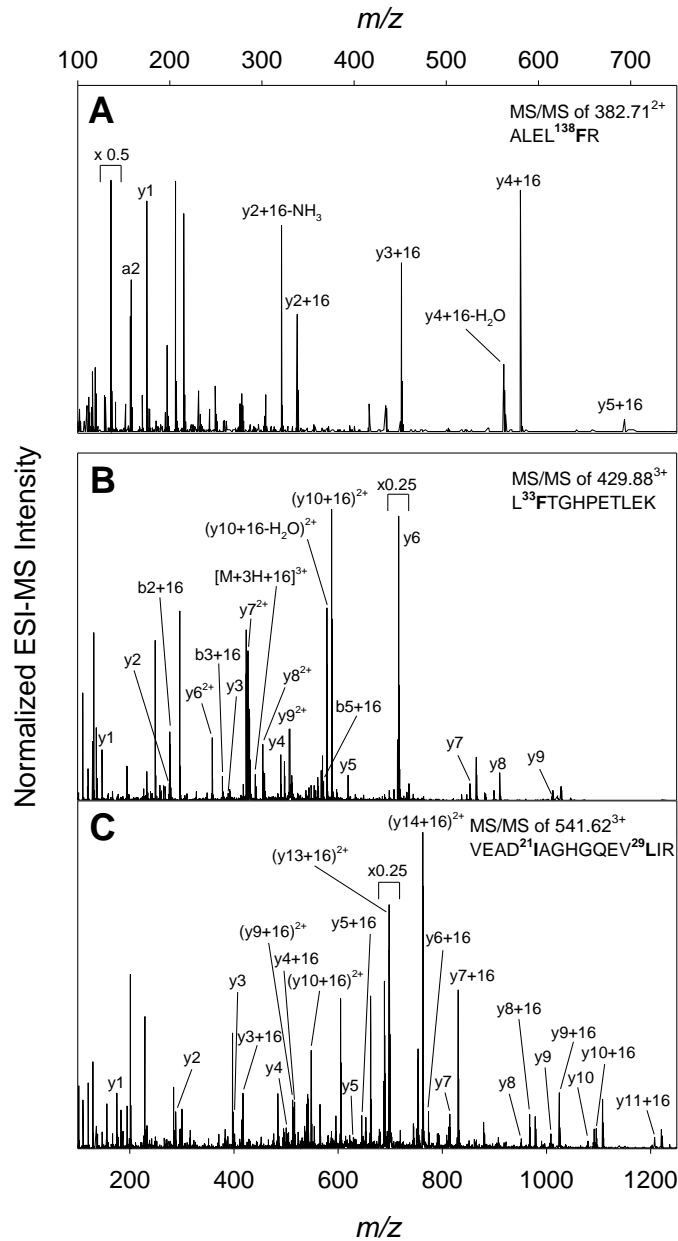 m/z
100 200 300 400 500 600 700
A
MS/MS of 382.71²⁺
ALEL¹³⁸FR
x 0.5
y1
a2
y2+16-NH₃
y2+16
y3+16
y4+16
y4+16-H₂O
y5+16
Normalized ESI-MS Intensity
B
MS/MS of 429.88³⁺
L³³FTGHPETLEK
(y10+16)²⁺
x0.25
(y10+16-H₂O)²⁺
y6
[M+3H+16]³⁺
b2+16
y7²⁺
b3+16
y2
y3
y8²⁺
y6²⁺
y9²⁺
b5+16
y1
y4
y5
y7
y8
y9
C
(y14+16)²⁺
MS/MS of 541.62³⁺
VEAD²¹IAGHGQEV²⁹LIR
(y13+16)²⁺
x0.25
(y9+16)²⁺
y5+16
y4+16
y6+16
y3
(y10+16)²⁺
y7+16
y3+16
y8+16
y2
y9+16
y4
y9
y10+16
y1
y5
y7
y8
y10
y11+16
200 400 600 800 1000 1200
m/z